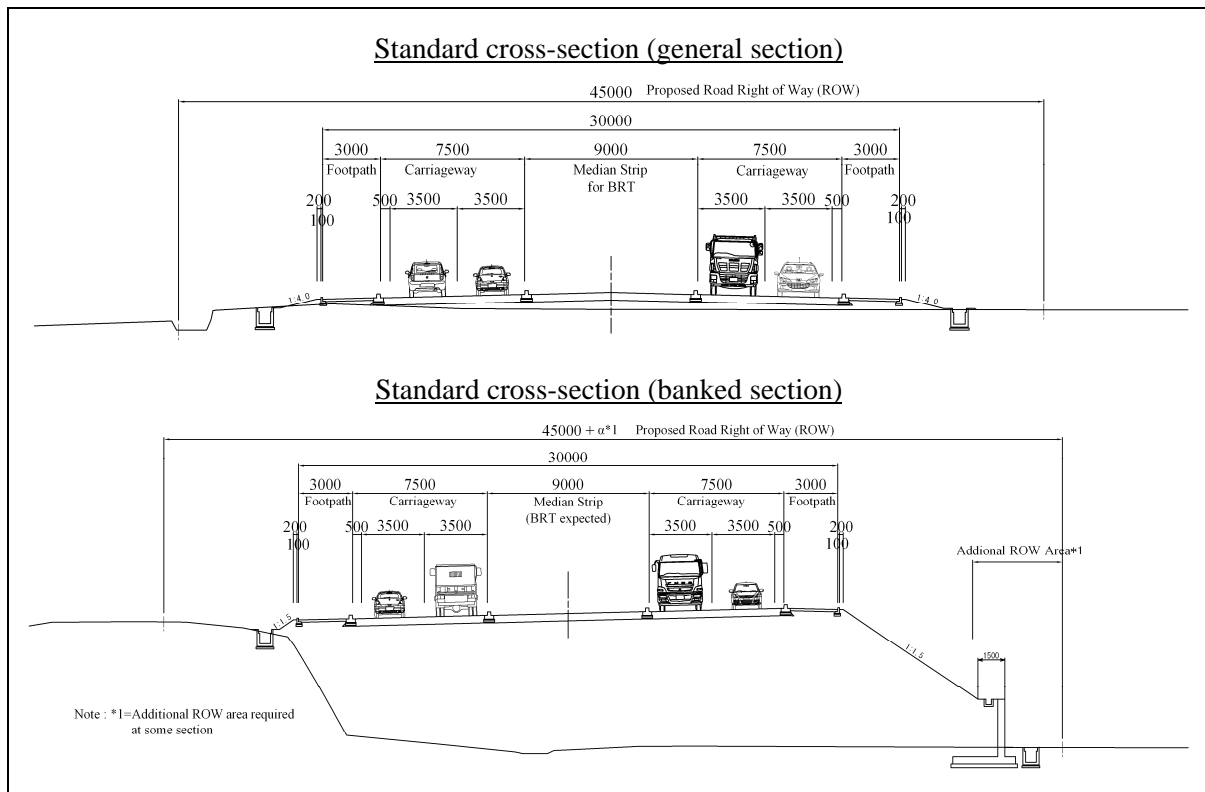 Standard cross-section (general section)
45000 Proposed Road Right of Way (ROW)
30000
3000 7500 9000 7500 3000
Footpath Carriageway Median Strip Carriageway Footpath
for BRT
200 500 3500 3500 3500 3500 500 200
100 100
1:4.0 1:4.0
Standard cross-section (banked section)
45000 + α*1 Proposed Road Right of Way (ROW)
30000
3000 7500 9000 7500 3000
Footpath Carriageway Median Strip Carriageway Footpath
(BRT expected)
200 500 3500 3500 3500 3500 500 200
100 100
Addional ROW Area*1
1:1.5 1:1.5
1500
Note : *1=Additional ROW area required
at some section